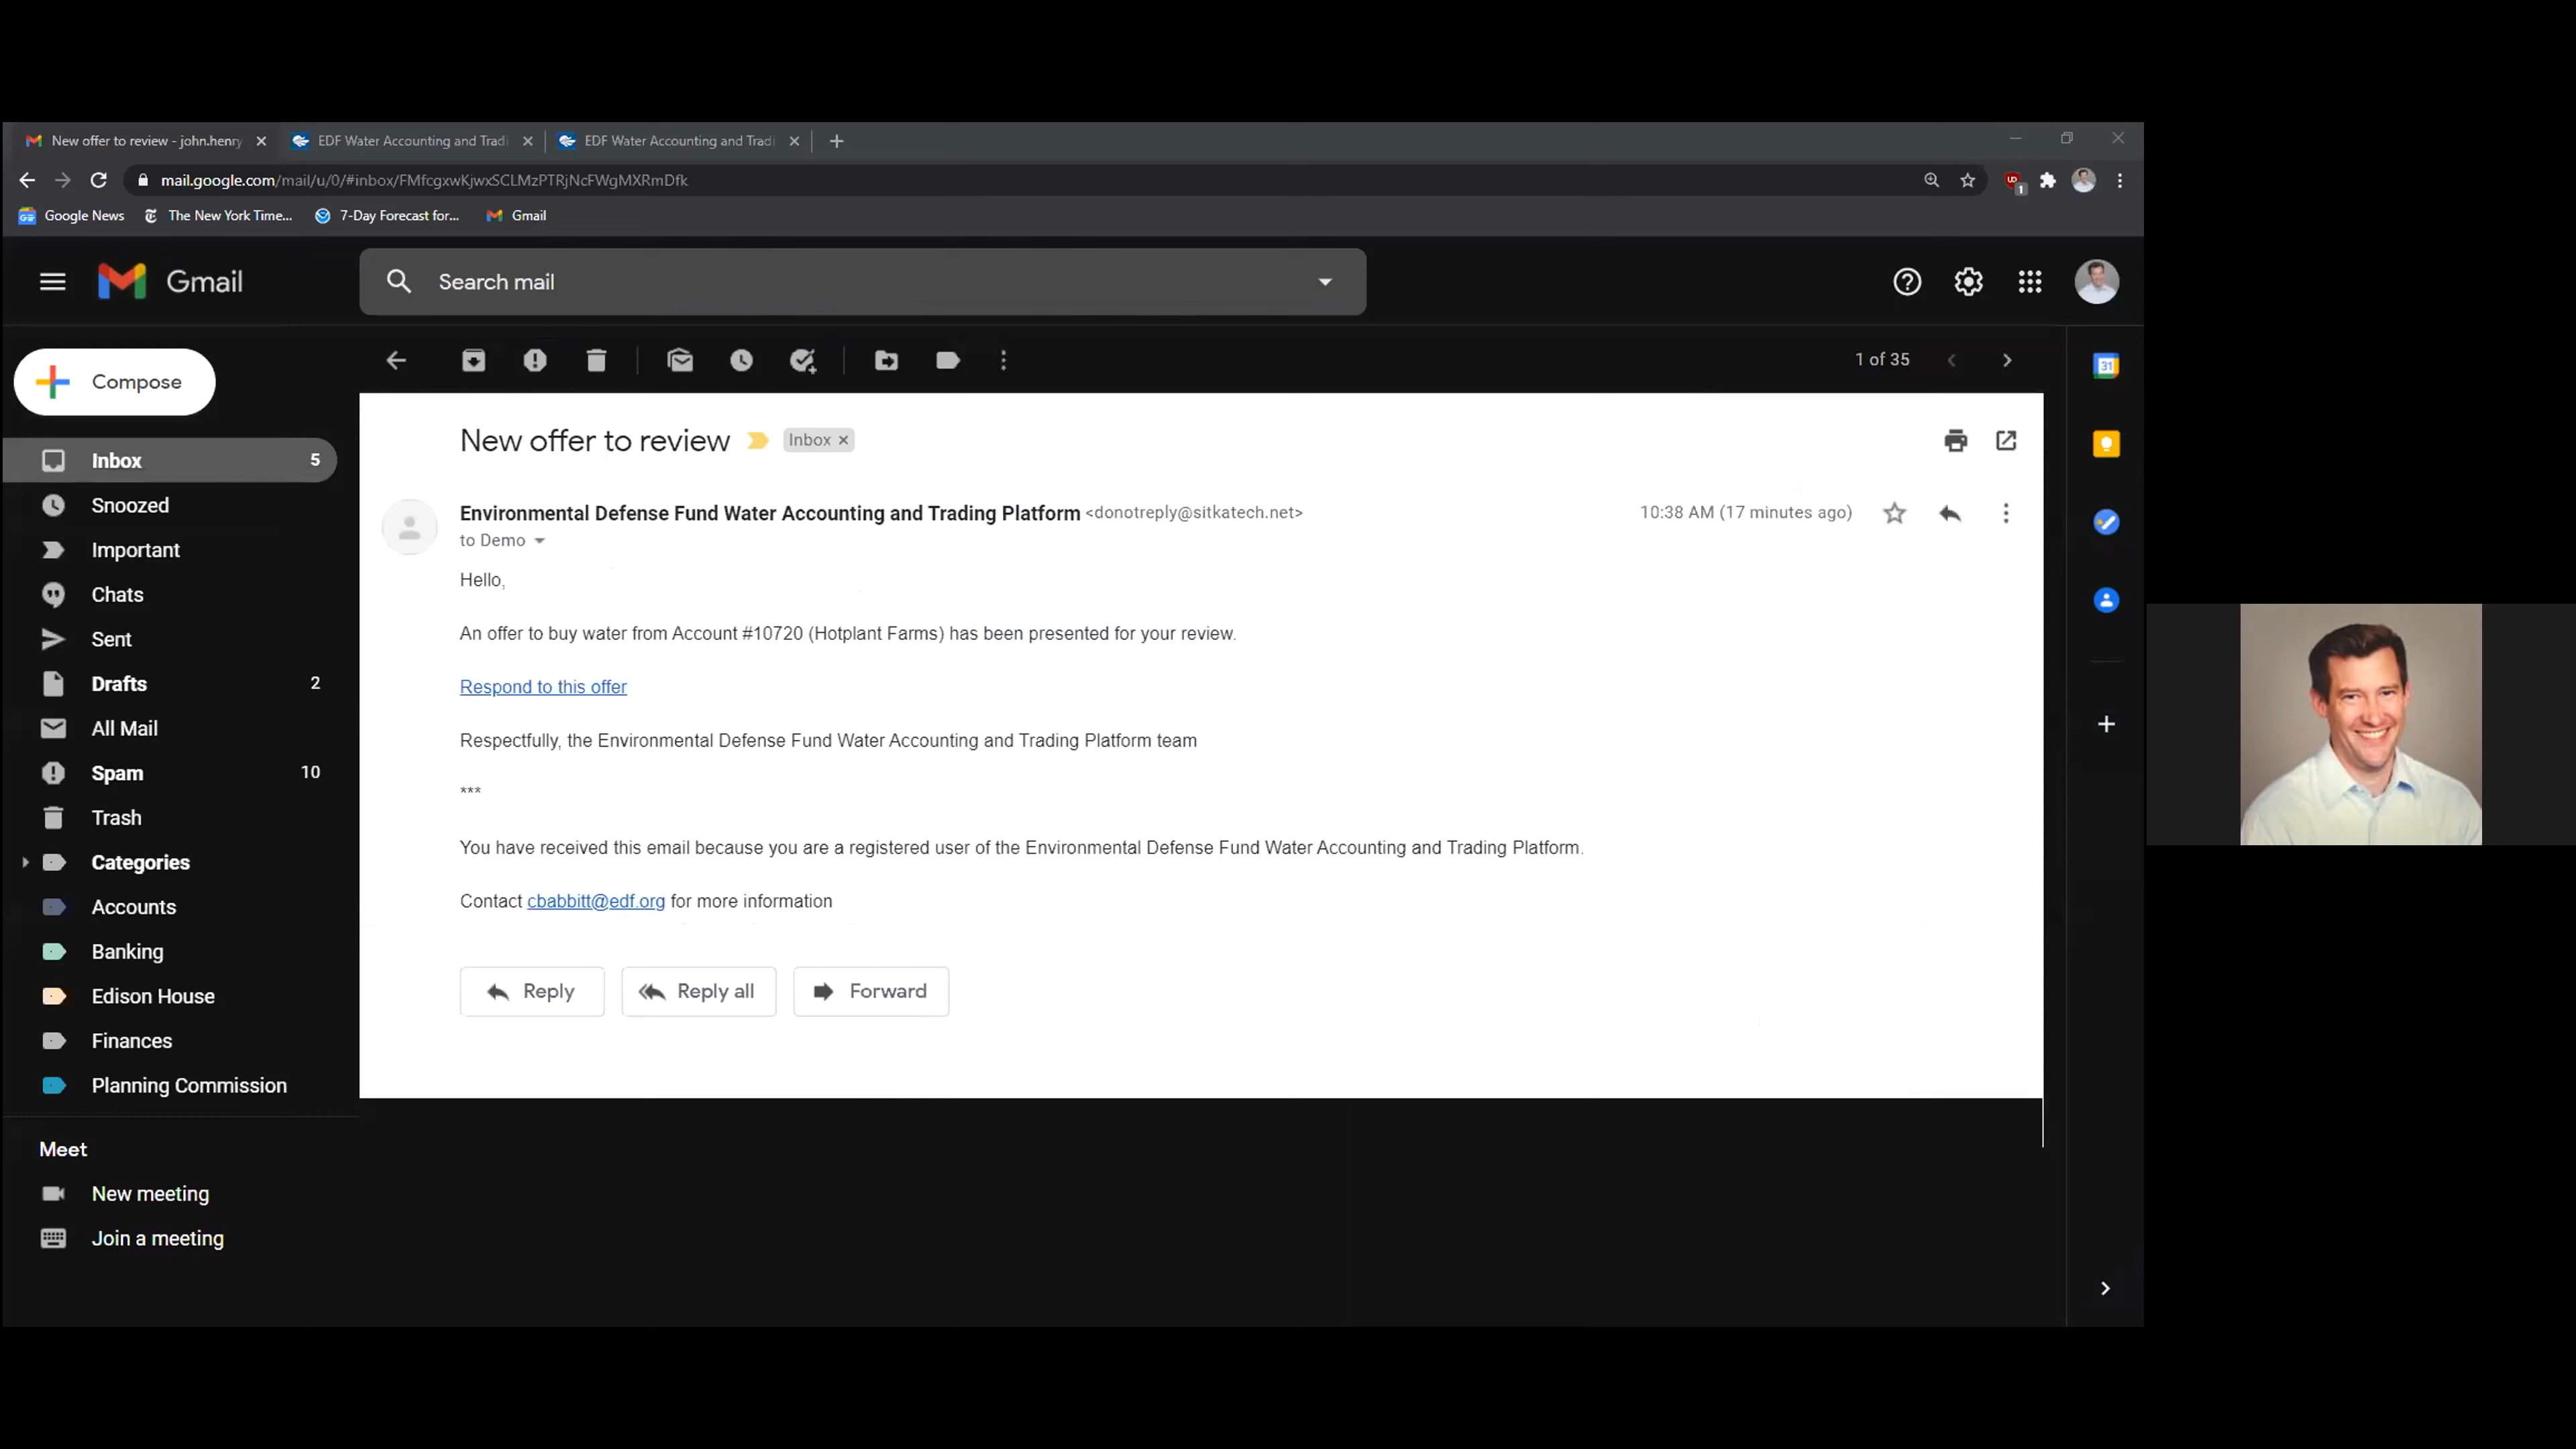 New offer to review - john.henry
EDF Water Accounting and Tradi
EDF Water Accounting and Tradi
mail.google.com/mail/u/0/#inbox/FMfcgxwKjwxSCLMzPTRjNcFWgMXRmDfk
1
Google News
The New York Time...
7-Day Forecast for...
Gmail
Gmail
Search mail
Compose
1 of 35
31
New offer to review
Inbox
Inbox 5
Snoozed
Important
Chats
Sent
Drafts 2
All Mail
Spam 10
Trash
Categories
Accounts
Banking
Edison House
Finances
Planning Commission
Meet
New meeting
Join a meeting
Environmental Defense Fund Water Accounting and Trading Platform <donotreply@sitkatech.net>
10:38 AM (17 minutes ago)
to Demo
Hello,
An offer to buy water from Account #10720 (Hotplant Farms) has been presented for your review.
Respond to this offer
Respectfully, the Environmental Defense Fund Water Accounting and Trading Platform team
***
You have received this email because you are a registered user of the Environmental Defense Fund Water Accounting and Trading Platform.
Contact cbabbitt@edf.org for more information
Reply
Reply all
Forward